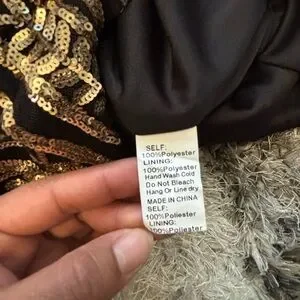 SELF:
100%Polyester
LINING:
100%Polyester
Hand Wash Cold
Do Not Bleach
Hang Or Line dry
MADE IN CHINA
SELF:
100%Poliester
LINING:
100%Poliester